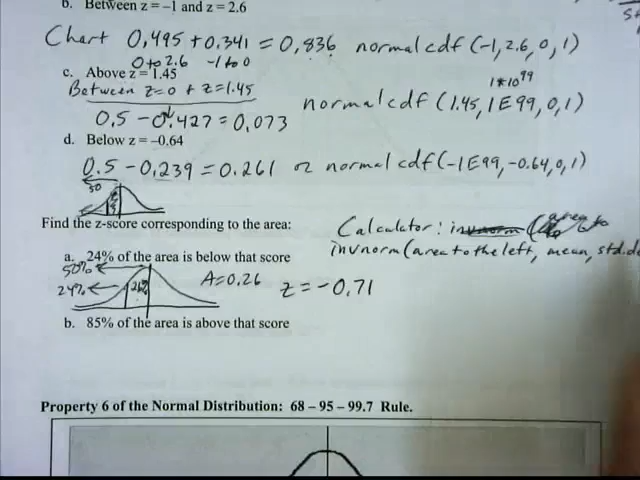 b. Between z = –1 and z = 2.6
Chart 0.495 + 0.341 = 0.836 normalcdf(-1, 2.6, 0, 1)
0 to 2.6 -1 to 0
c. Above z = 1.45
1*10^99
Between z=0 + z=1.45
normalcdf(1.45, 1E99, 0, 1)
0.5 - 0.427 = 0.073
d. Below z = –0.64
0.5 - 0.239 = 0.261 or normalcdf(-1E99, -0.64, 0, 1)
50
Find the z-score corresponding to the area:
Calculator: invnorm (area to
invnorm(area to the left, mean, std.de
a. 24% of the area is below that score
50%
24% 26% A=0.26 z = -0.71
b. 85% of the area is above that score
Property 6 of the Normal Distribution: 68 – 95 – 99.7 Rule.